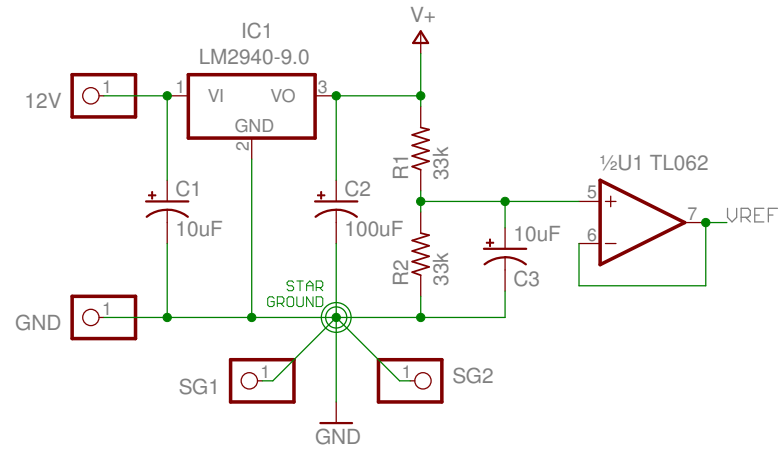 V+
IC1
LM2940-9.0
12V
1
1
VI
VO
3
GND
2
R1
33k
½U1 TL062
C1
10uF
C2
100uF
R2
33k
10uF
C3
5
+
6
−
7
VREF
+
+
+
STAR
GROUND
GND
1
SG1
1
1
SG2
GND